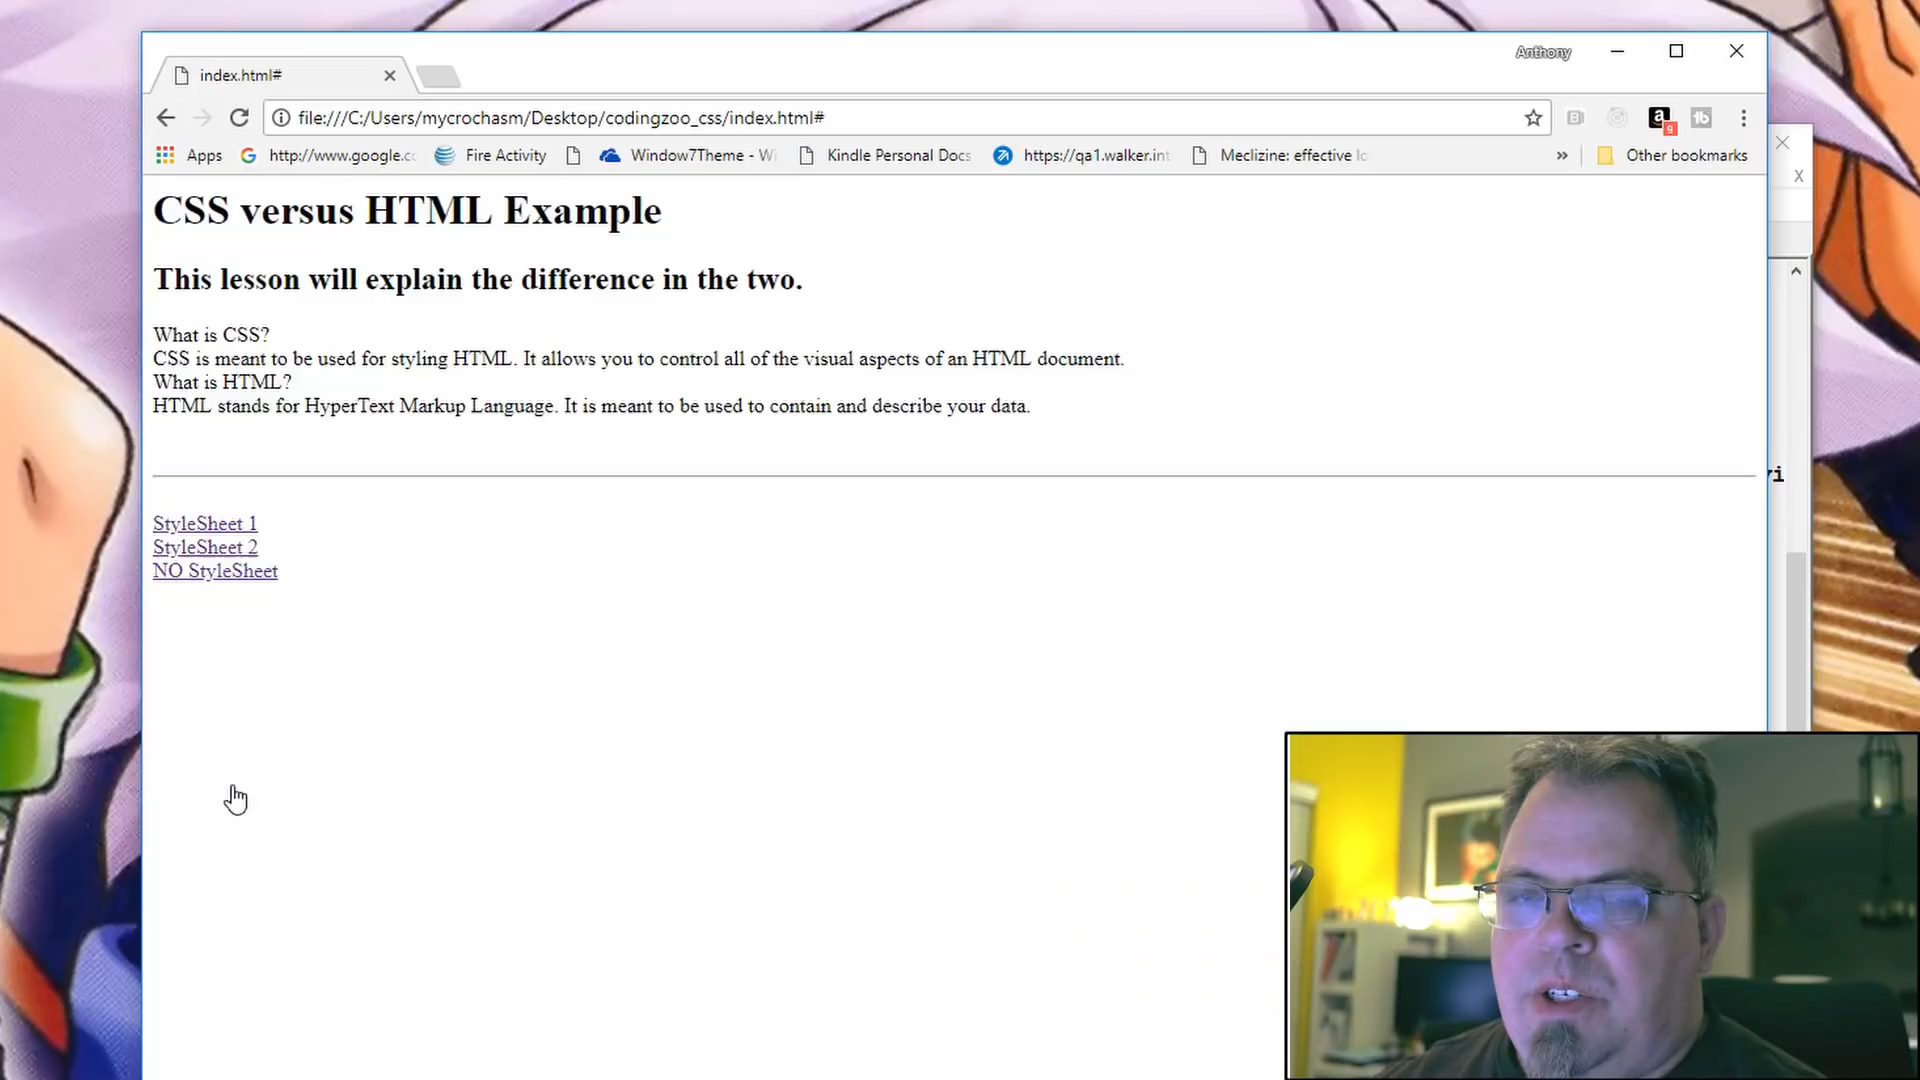 Anthony
index.html#
file:///C:/Users/mycrochasm/Desktop/codingzoo_css/index.html#
Apps
http://www.google.cc
Fire Activity
Window7Theme - Wi
Kindle Personal Docs
https://qa1.walker.int
Meclizine: effective lo
»
Other bookmarks
CSS versus HTML Example
This lesson will explain the difference in the two.
What is CSS?
CSS is meant to be used for styling HTML. It allows you to control all of the visual aspects of an HTML document.
What is HTML?
HTML stands for HyperText Markup Language. It is meant to be used to contain and describe your data.
StyleSheet 1
StyleSheet 2
NO StyleSheet